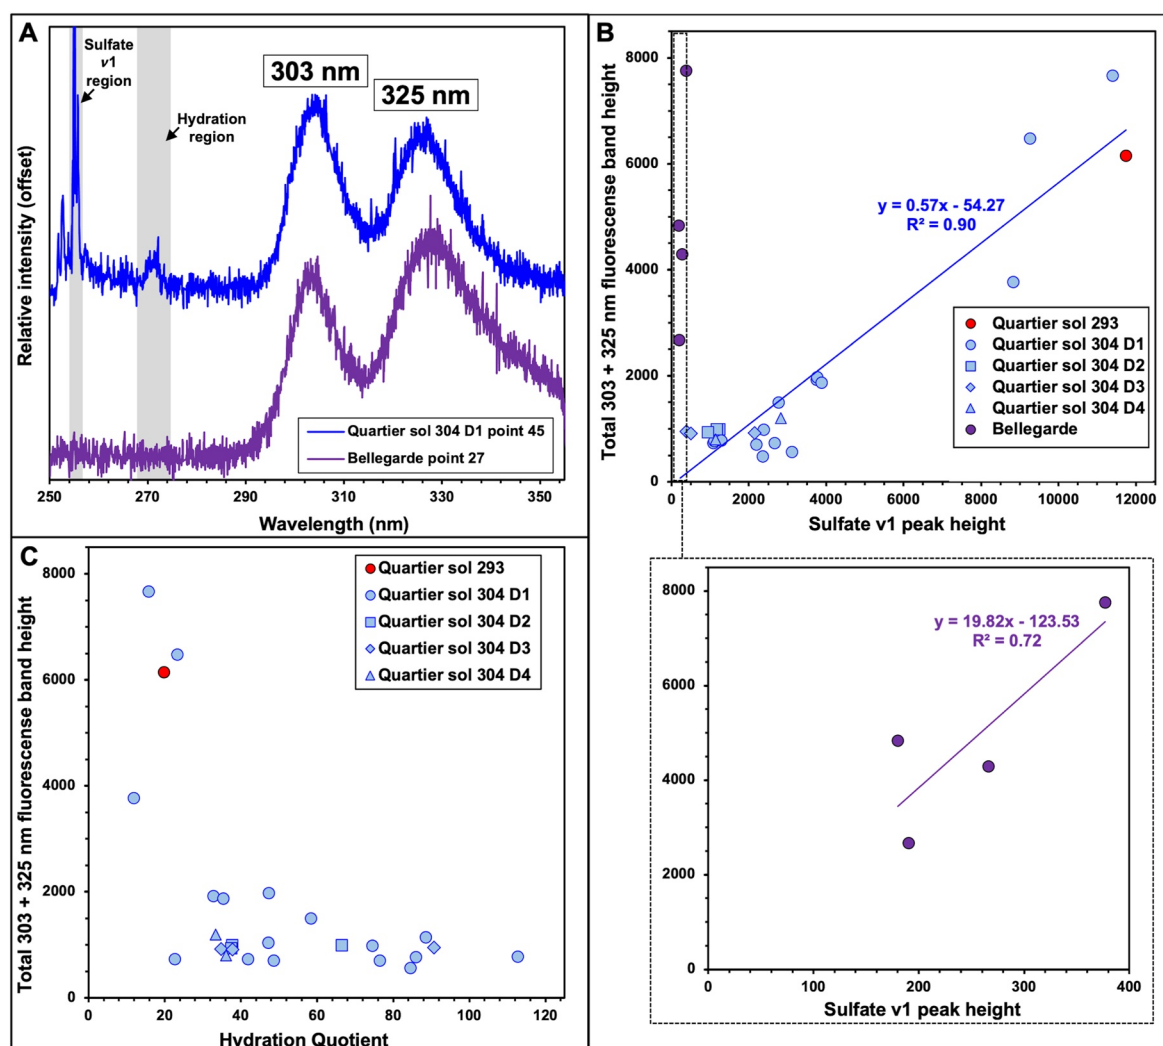 A
Sulfate
v1
region
Hydration
region
303 nm
325 nm
Relative intensity (offset)
Quartier sol 304 D1 point 45
Bellegarde point 27
250
270
290
310
330
350
Wavelength (nm)
B
Total 303 + 325 nm fluorescense band height
8000
6000
4000
2000
0
y = 0.57x - 54.27
R² = 0.90
Quartier sol 293
Quartier sol 304 D1
Quartier sol 304 D2
Quartier sol 304 D3
Quartier sol 304 D4
Bellegarde
0
2000
4000
6000
8000
10000
12000
Sulfate v1 peak height
8000
6000
4000
2000
0
y = 19.82x - 123.53
R² = 0.72
0
100
200
300
400
Sulfate v1 peak height
C
Total 303 + 325 nm fluorescense band height
8000
6000
4000
2000
0
Quartier sol 293
Quartier sol 304 D1
Quartier sol 304 D2
Quartier sol 304 D3
Quartier sol 304 D4
0
20
40
60
80
100
120
Hydration Quotient